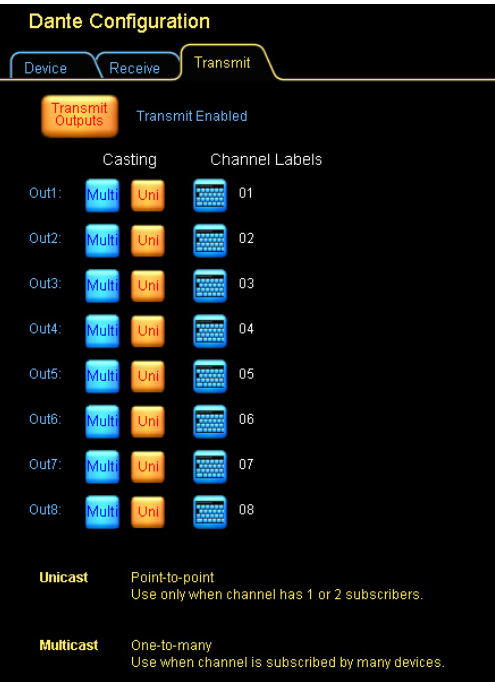 Dante Configuration
Device Receive Transmit
Transmit Outputs Transmit Enabled
Casting Channel Labels
Out1: Multi Uni 01
Out2: Multi Uni 02
Out3: Multi Uni 03
Out4: Multi Uni 04
Out5: Multi Uni 05
Out6: Multi Uni 06
Out7: Multi Uni 07
Out8: Multi Uni 08
Unicast Point-to-point
Use only when channel has 1 or 2 subscribers.
Multicast One-to-many
Use when channel is subscribed by many devices.